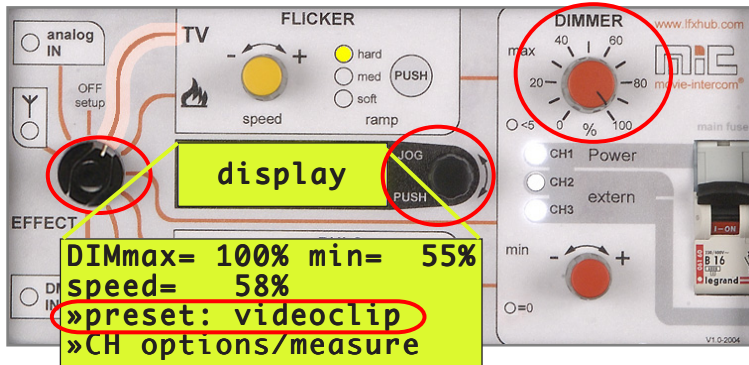 analog
IN
OFF
setup
EFFECT
TV
FLICKER
- +
speed
hard
med
soft
ramp
PUSH
display
JOG
PUSH
DIMmax= 100% min= 55%
speed= 58%
»preset: videoclip
»CH options/measure
DIMMER
max
40
60
20
80
0
100
%
<5
www.lfxhub.com
MIC
movie-intercom®
main fuse
CH1 Power
CH2
extern
CH3
min
- +
=0
I-ON
B 16
legrand
V1.0-2004